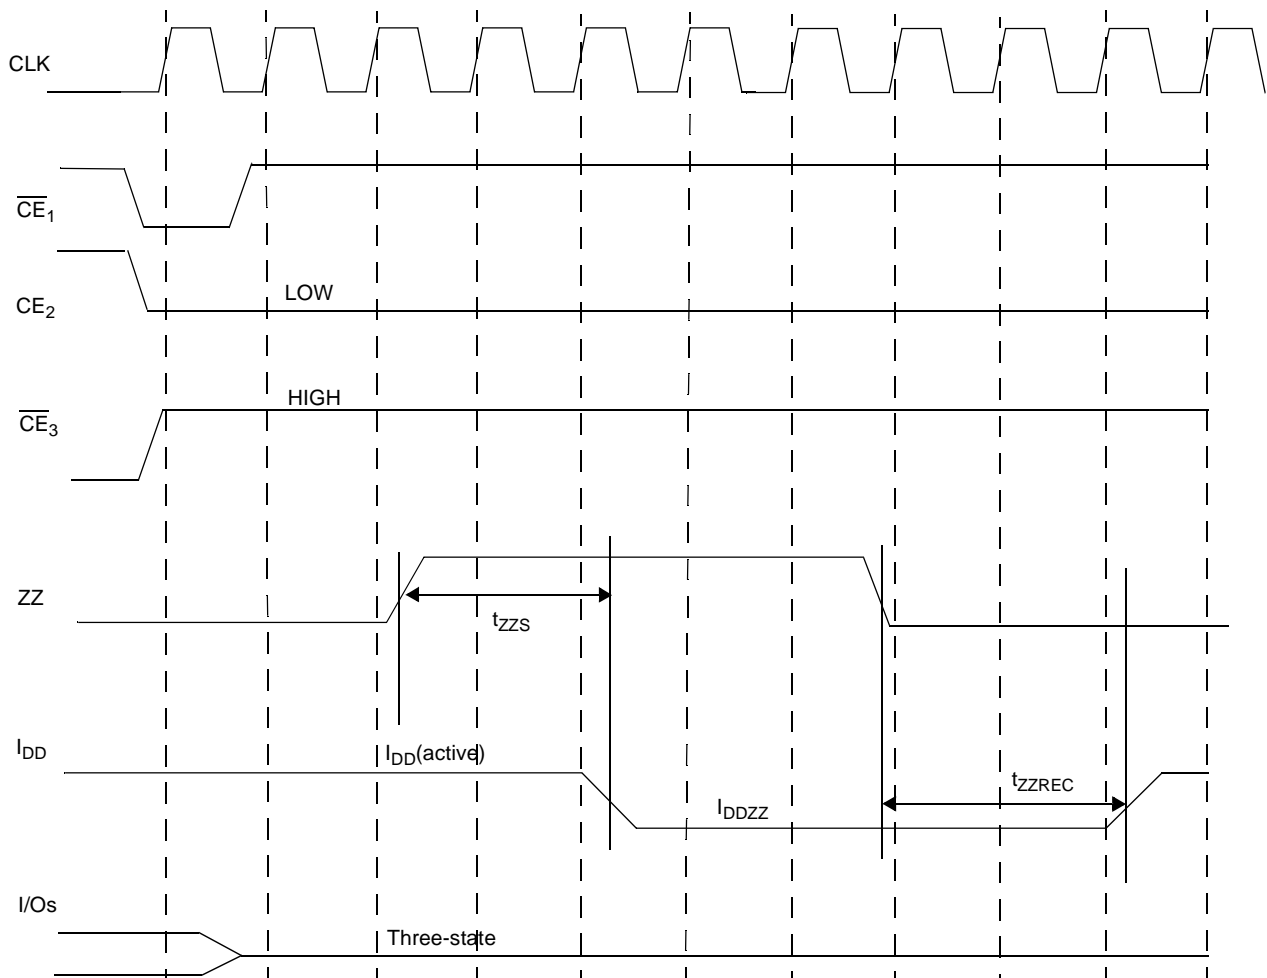 CLK
CE1
CE2
LOW
CE3
HIGH
ZZ
tZZS
IDD
IDD(active)
tZZREC
IDDZZ
I/Os
Three-state